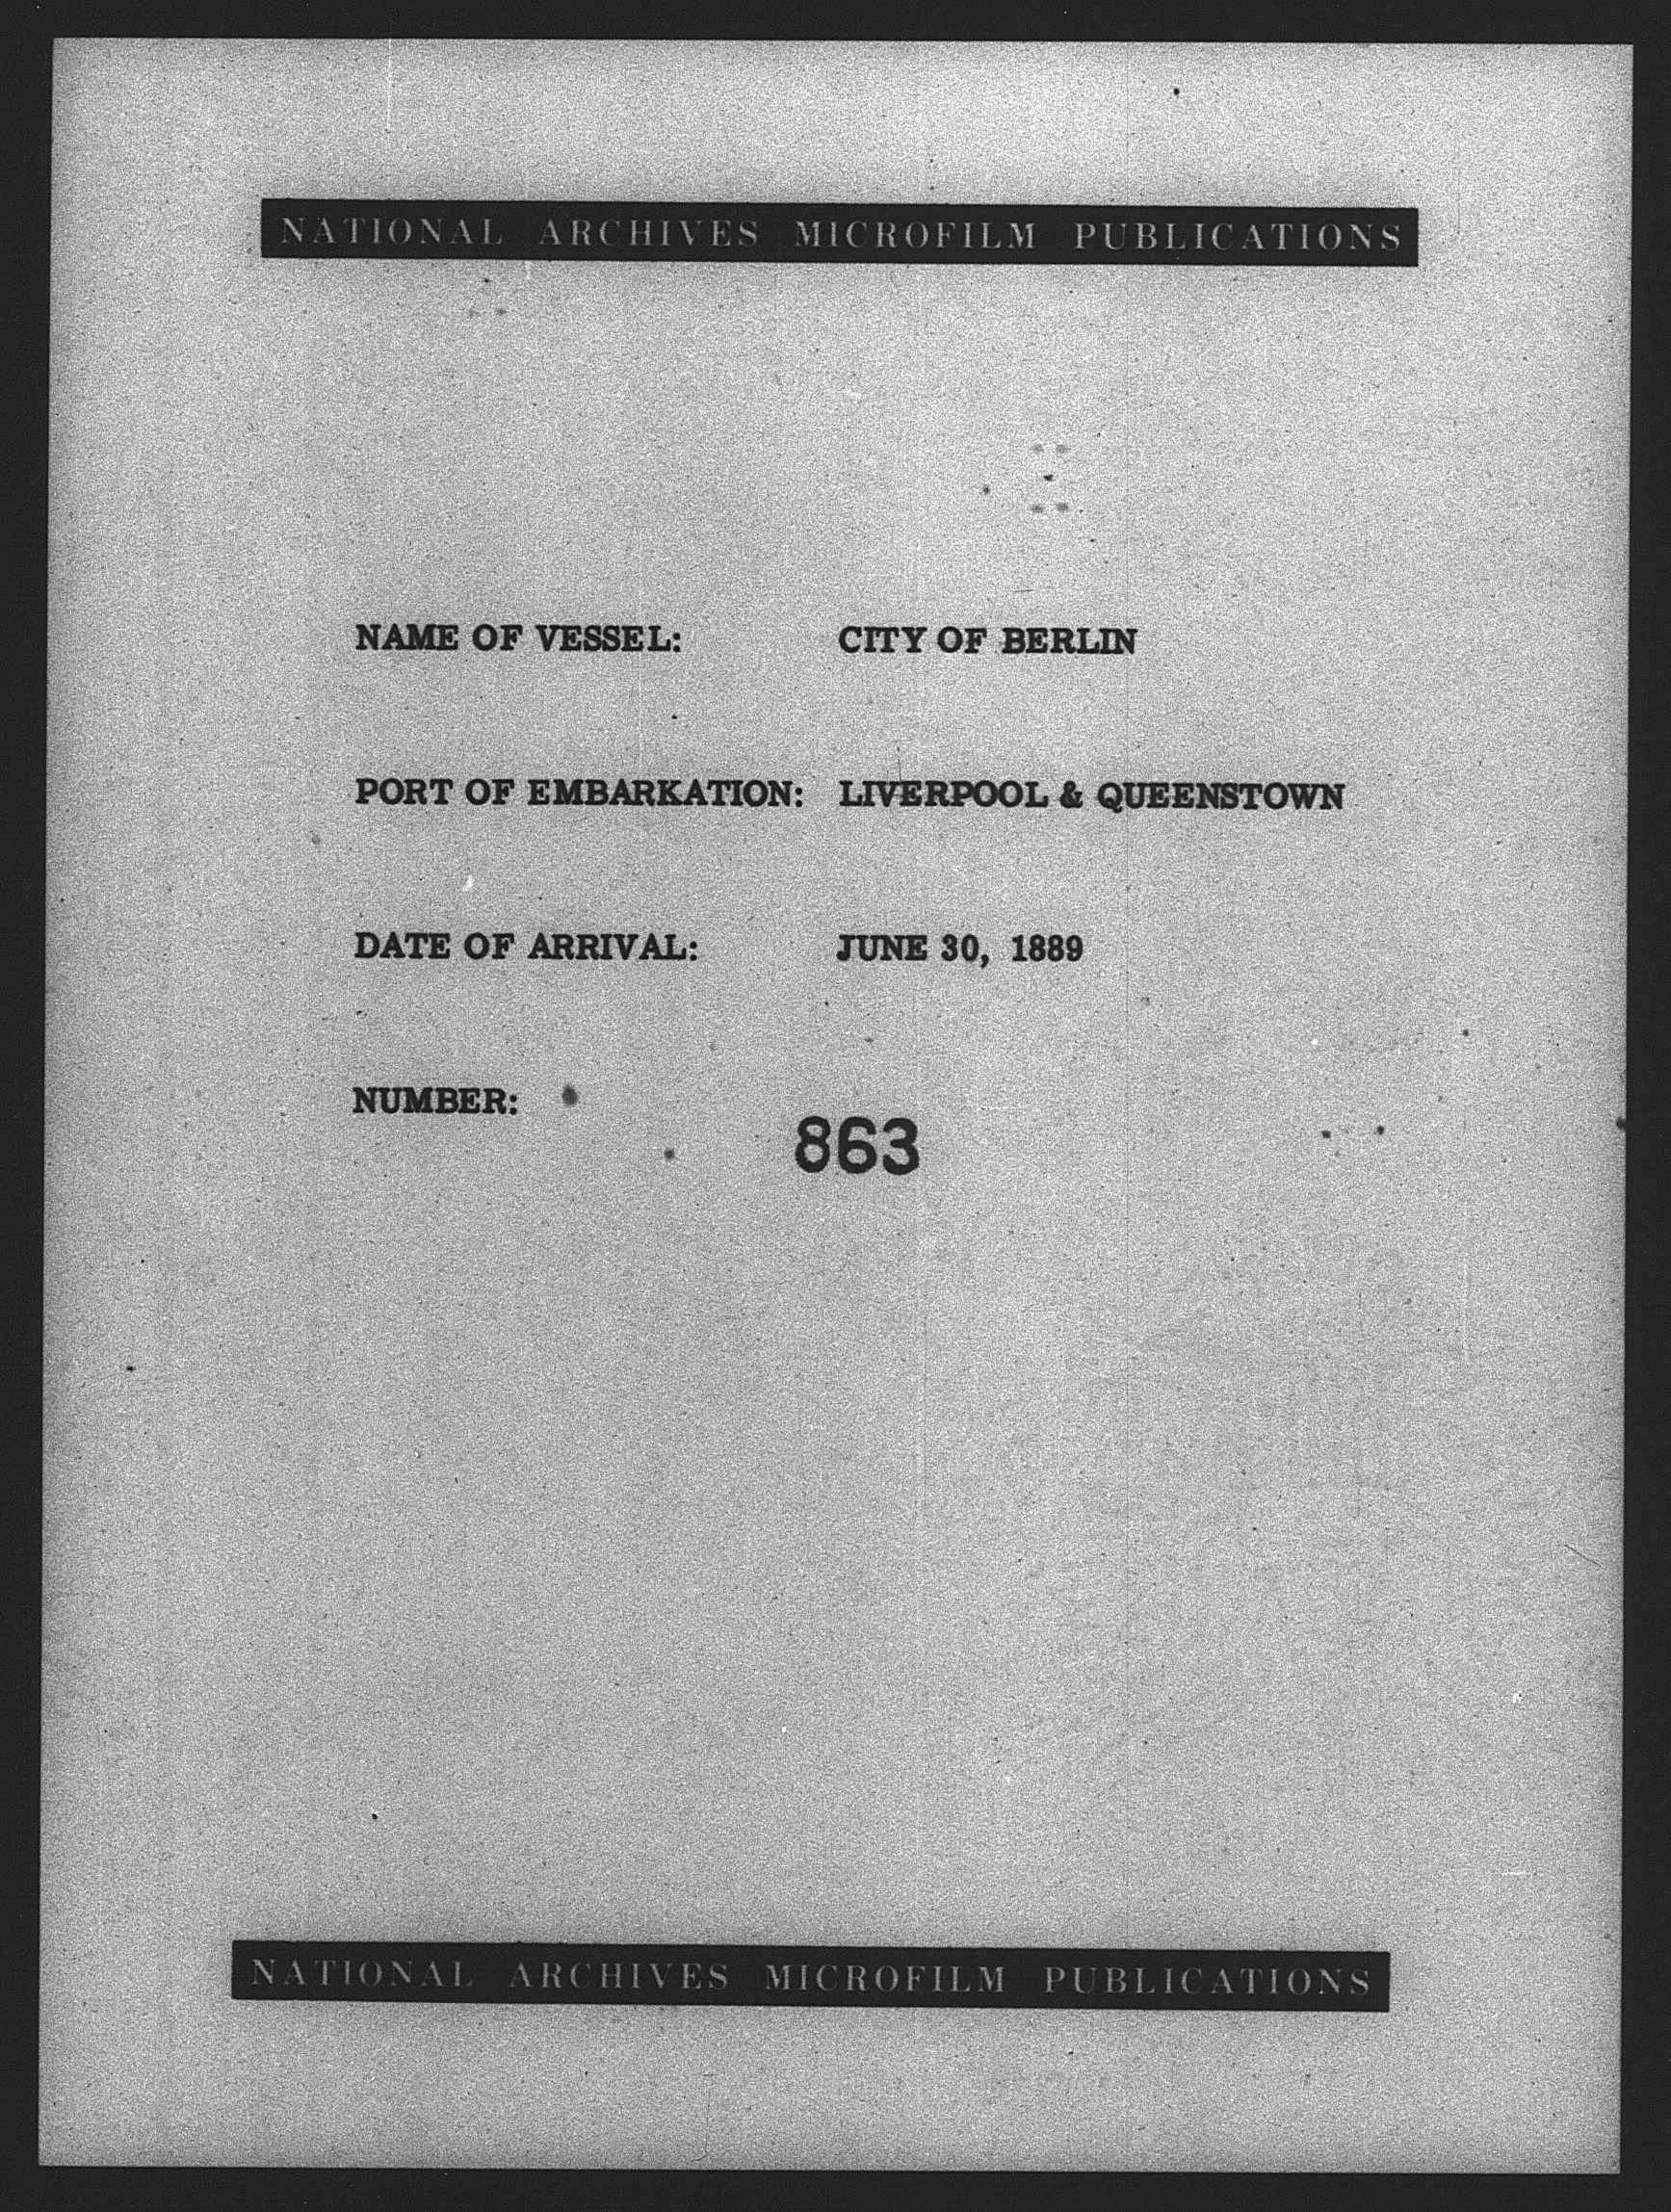 NATIONAL ARCHIVES MICROFILM PUBLICATIONS
NAME OF VESSEL: CITY OF BERLIN
PORT OF EMBARKATION: LIVERPOOL & QUEENSTOWN
DATE OF ARRIVAL: JUNE 30, 1889
NUMBER:
863
NATIONAL ARCHIVES MICROFILM PUBLICATIONS